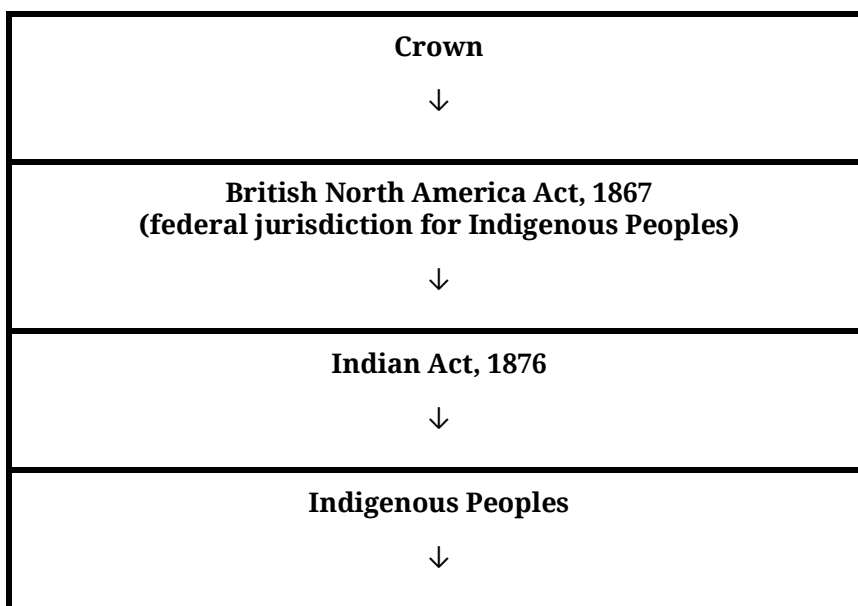 Crown
↓
British North America Act, 1867
(federal jurisdiction for Indigenous Peoples)
↓
Indian Act, 1876
↓
Indigenous Peoples
↓